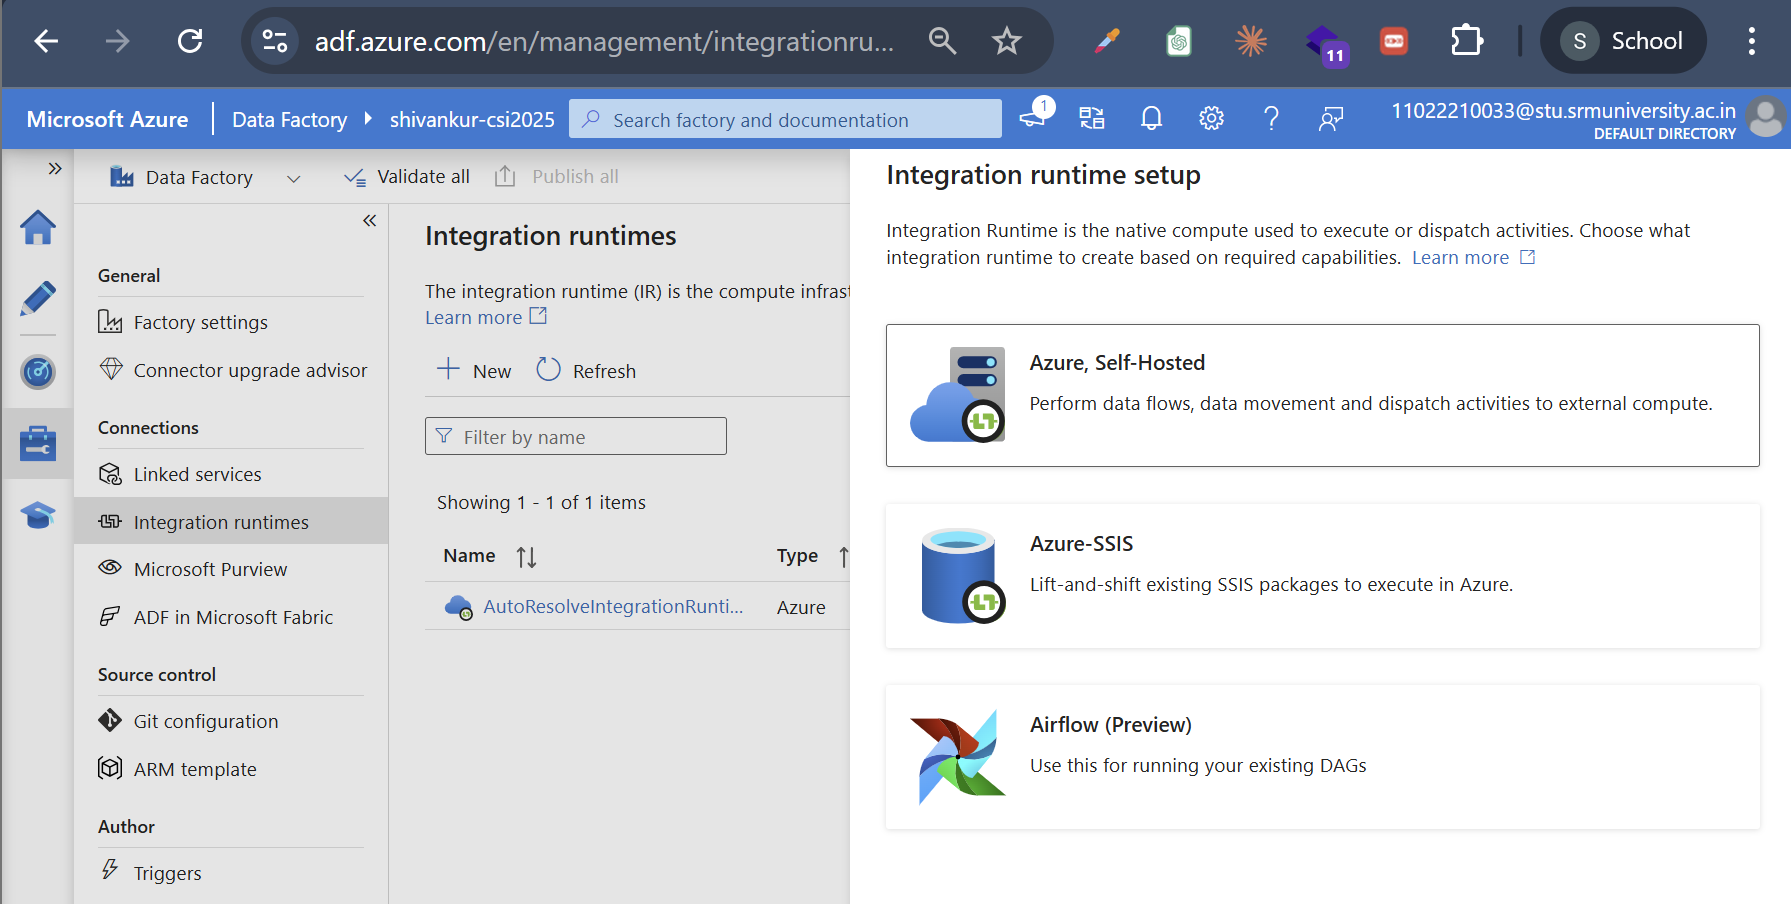 adf.azure.com/en/management/integrationru...
11
S School
Microsoft Azure
Data Factory
shivankur-csi2025
Search factory and documentation
1
11022210033@stu.srmuniversity.ac.in
DEFAULT DIRECTORY
Data Factory
Validate all
Publish all
General
Factory settings
Connector upgrade advisor
Connections
Linked services
Integration runtimes
Microsoft Purview
ADF in Microsoft Fabric
Source control
Git configuration
ARM template
Author
Triggers
Integration runtimes
The integration runtime (IR) is the compute infrast
Learn more
New
Refresh
Filter by name
Showing 1 - 1 of 1 items
Name
Type
AutoResolveIntegrationRunti...
Azure
Integration runtime setup
Integration Runtime is the native compute used to execute or dispatch activities. Choose what
integration runtime to create based on required capabilities. Learn more
Azure, Self-Hosted
Perform data flows, data movement and dispatch activities to external compute.
Azure-SSIS
Lift-and-shift existing SSIS packages to execute in Azure.
Airflow (Preview)
Use this for running your existing DAGs